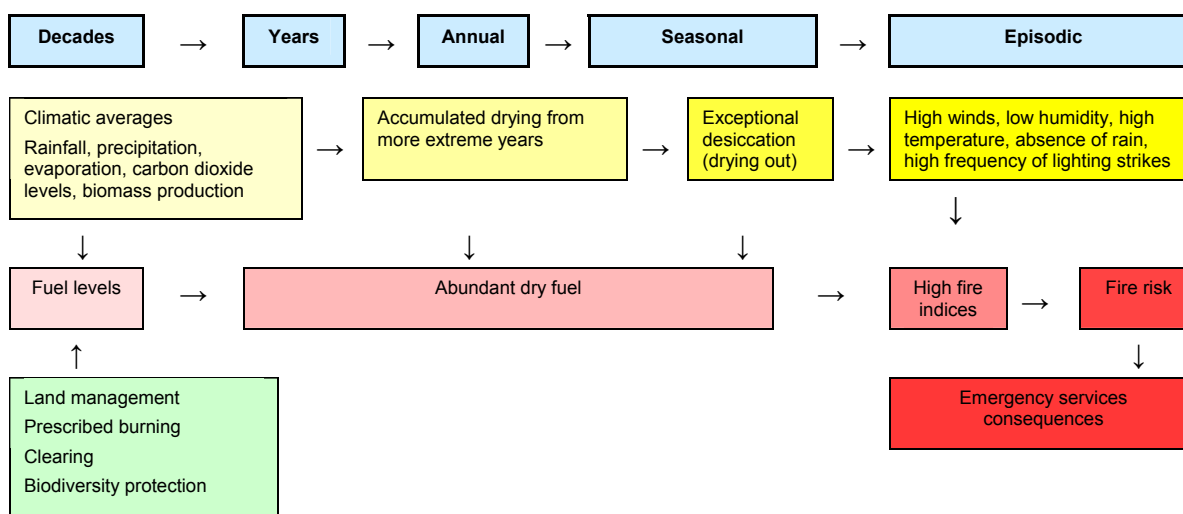 Decades
→
Years
→
Annual
→
Seasonal
→
Episodic
Climatic averages
Rainfall, precipitation,
evaporation, carbon dioxide
levels, biomass production
→
Accumulated drying from
more extreme years
→
Exceptional
desiccation
(drying out)
→
High winds, low humidity, high
temperature, absence of rain,
high frequency of lighting strikes
↓
↓
↓
↓
Fuel levels
→
Abundant dry fuel
→
High fire
indices
→
Fire risk
↑
↓
Land management
Prescribed burning
Clearing
Biodiversity protection
Emergency services
consequences